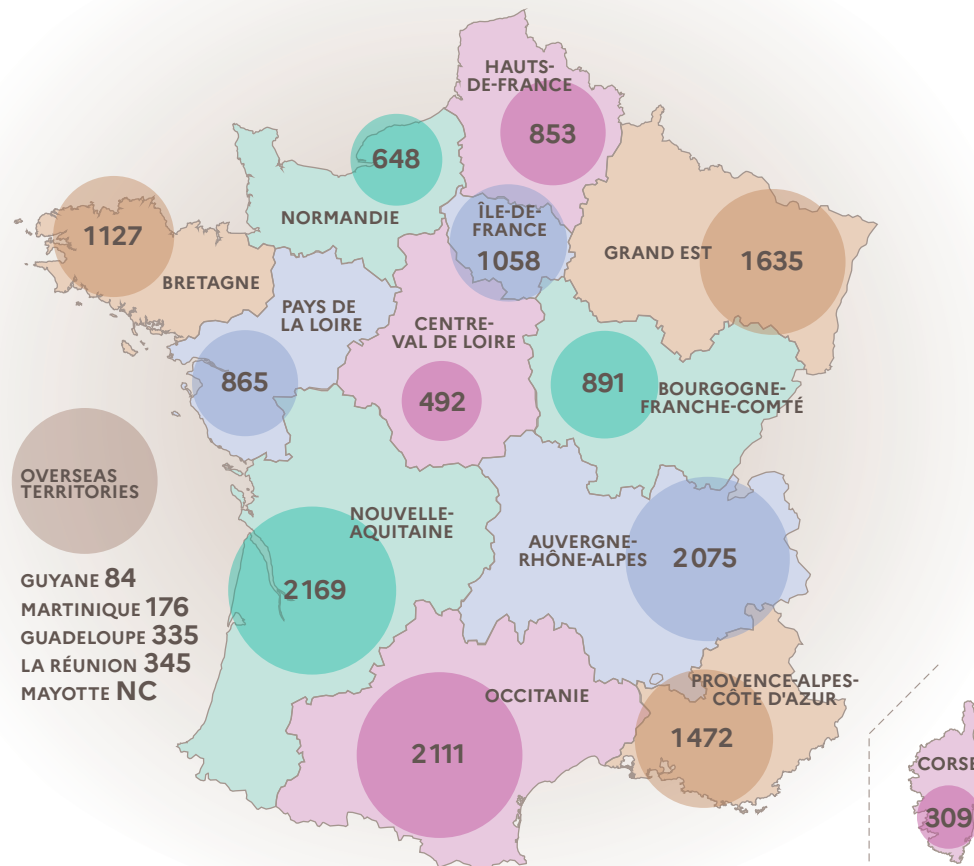 HAUTS-
DE-FRANCE
853
648
NORMANDIE
ÎLE-DE-
FRANCE
1058
GRAND EST
1635
1127
BRETAGNE
PAYS DE
LA LOIRE
865
CENTRE-
VAL DE LOIRE
492
891
BOURGOGNE-
FRANCHE-COMTÉ
OVERSEAS
TERRITORIES
GUYANE 84
MARTINIQUE 176
GUADELOUPE 335
LA RÉUNION 345
MAYOTTE NC
NOUVELLE-
AQUITAINE
2169
AUVERGNE-
RHÔNE-ALPES
2075
OCCITANIE
2111
PROVENCE-ALPES-
CÔTE D'AZUR
1472
CORSE
309